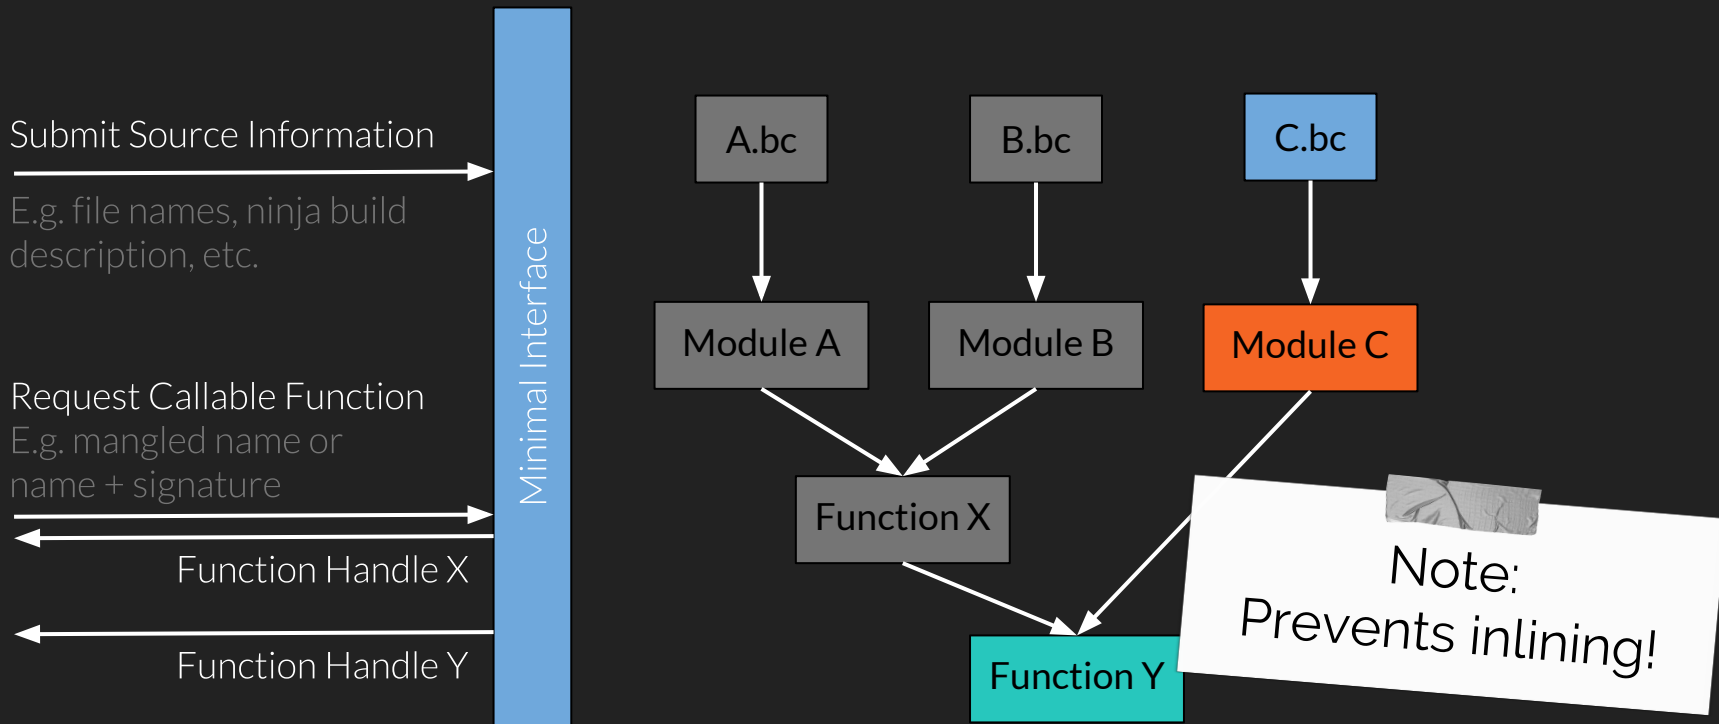 Submit Source Information
E.g. file names, ninja build
description, etc.
Request Callable Function
E.g. mangled name or
name + signature
Function Handle X
Function Handle Y
Minimal Interface
A.bc
B.bc
C.bc
Module A
Module B
Module C
Function X
Function Y
Note:
Prevents inlining!